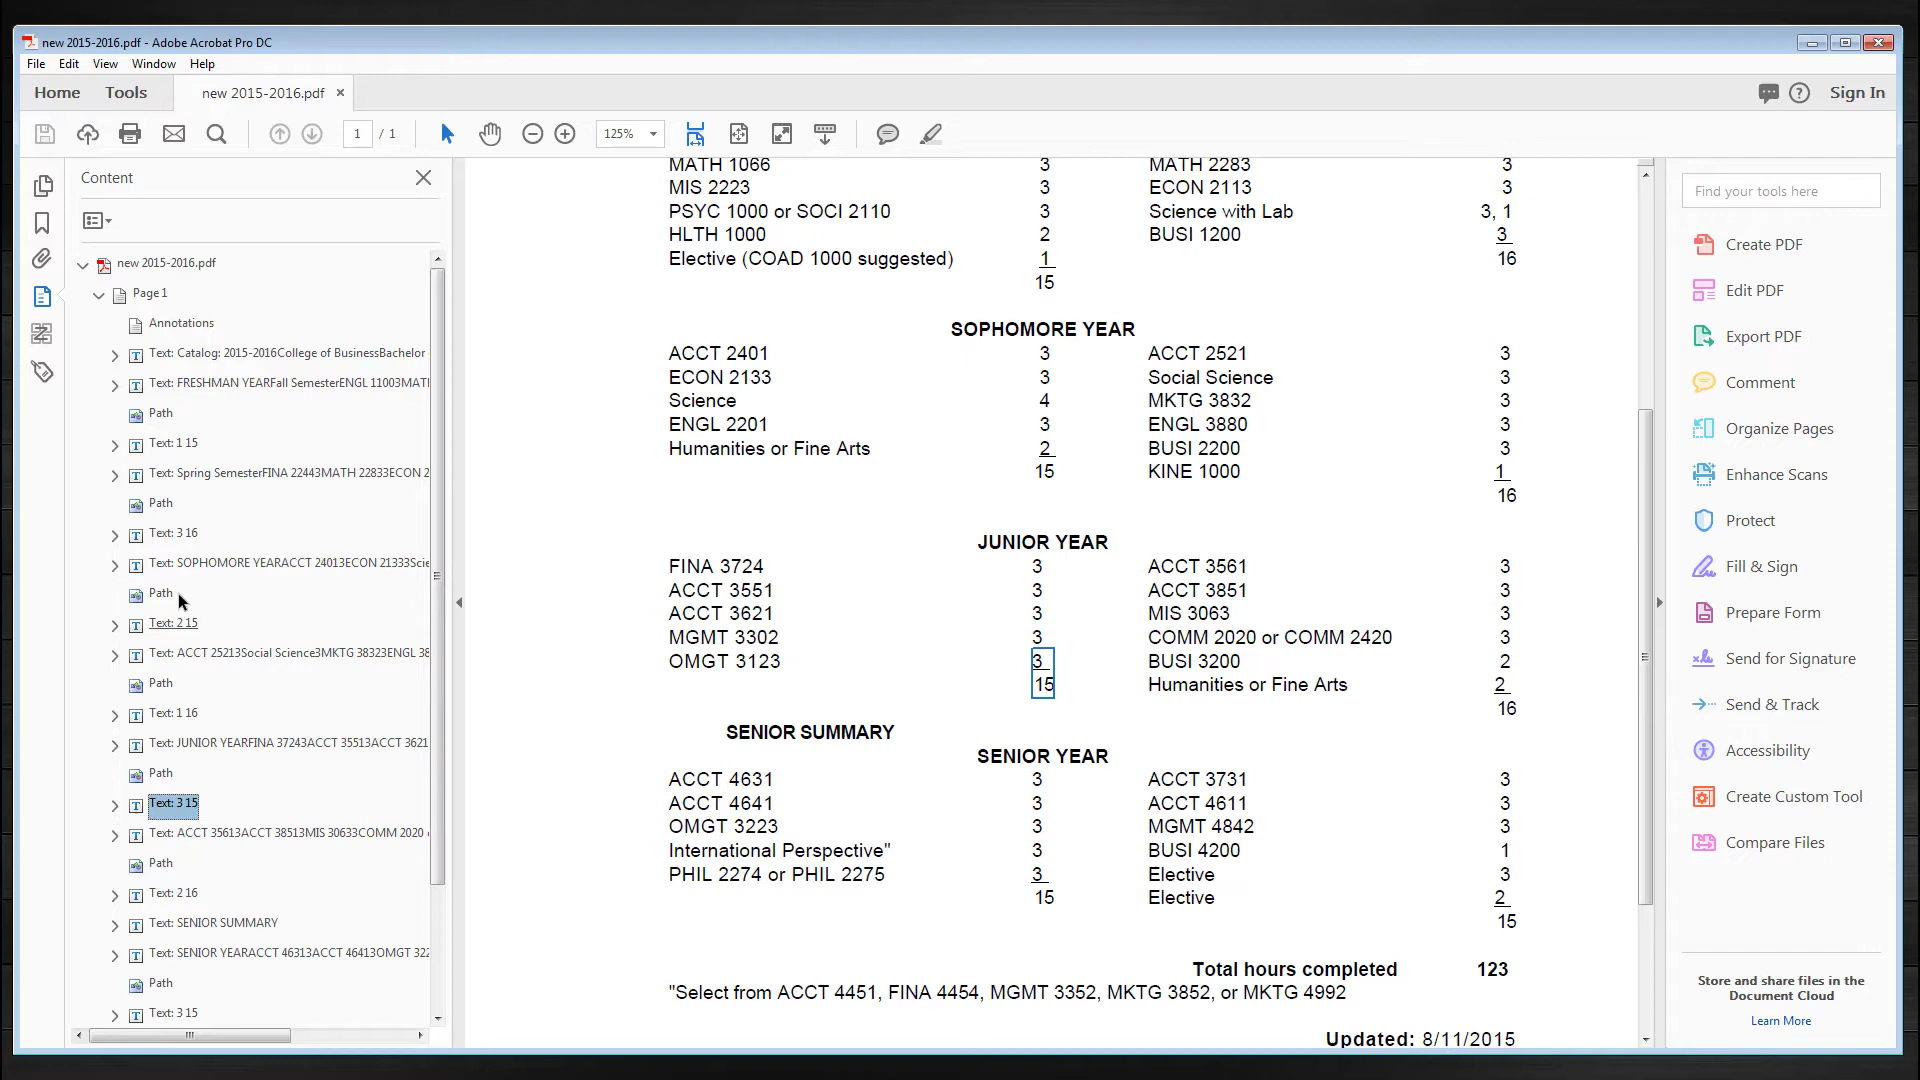 new 2015-2016.pdf - Adobe Acrobat Pro DC
File Edit View Window Help
Home Tools new 2015-2016.pdf × Sign In
1 / 1 125%
Content
new 2015-2016.pdf
Page 1
Annotations
Text: Catalog: 2015-2016College of BusinessBachelor
Text: FRESHMAN YEARFall SemesterENGL 11003MATH
Path
Text: 1 15
Text: Spring SemesterFINA 22443MATH 22833ECON 2
Path
Text: 3 16
Text: SOPHOMORE YEARACCT 24013ECON 21333Scie
Path
Text: 2 15
Text: ACCT 25213Social Science3MKTG 38323ENGL 38
Path
Text: 1 16
Text: JUNIOR YEARFINA 37243ACCT 35513ACCT 3621
Path
Text: 3 15
Text: ACCT 35613ACCT 38513MIS 30633COMM 2020
Path
Text: 2 16
Text: SENIOR SUMMARY
Text: SENIOR YEARACCT 46313ACCT 46413OMGT 322
Path
Text: 3 15
MATH 1066 3 MATH 2283 3
MIS 2223 3 ECON 2113 3
PSYC 1000 or SOCI 2110 3 Science with Lab 3, 1
HLTH 1000 2 BUSI 1200 3
Elective (COAD 1000 suggested) 1 16
15
SOPHOMORE YEAR
ACCT 2401 3 ACCT 2521 3
ECON 2133 3 Social Science 3
Science 4 MKTG 3832 3
ENGL 2201 3 ENGL 3880 3
Humanities or Fine Arts 2 BUSI 2200 3
15 KINE 1000 1
16
JUNIOR YEAR
FINA 3724 3 ACCT 3561 3
ACCT 3551 3 ACCT 3851 3
ACCT 3621 3 MIS 3063 3
MGMT 3302 3 COMM 2020 or COMM 2420 3
OMGT 3123 3 BUSI 3200 2
15 Humanities or Fine Arts 2
16
SENIOR SUMMARY
SENIOR YEAR
ACCT 4631 3 ACCT 3731 3
ACCT 4641 3 ACCT 4611 3
OMGT 3223 3 MGMT 4842 3
International Perspective" 3 BUSI 4200 1
PHIL 2274 or PHIL 2275 3 Elective 3
15 Elective 2
15
Total hours completed 123
"Select from ACCT 4451, FINA 4454, MGMT 3352, MKTG 3852, or MKTG 4992
Updated: 8/11/2015
Find your tools here
Create PDF
Edit PDF
Export PDF
Comment
Organize Pages
Enhance Scans
Protect
Fill & Sign
Prepare Form
Send for Signature
Send & Track
Accessibility
Create Custom Tool
Compare Files
Store and share files in the
Document Cloud
Learn More